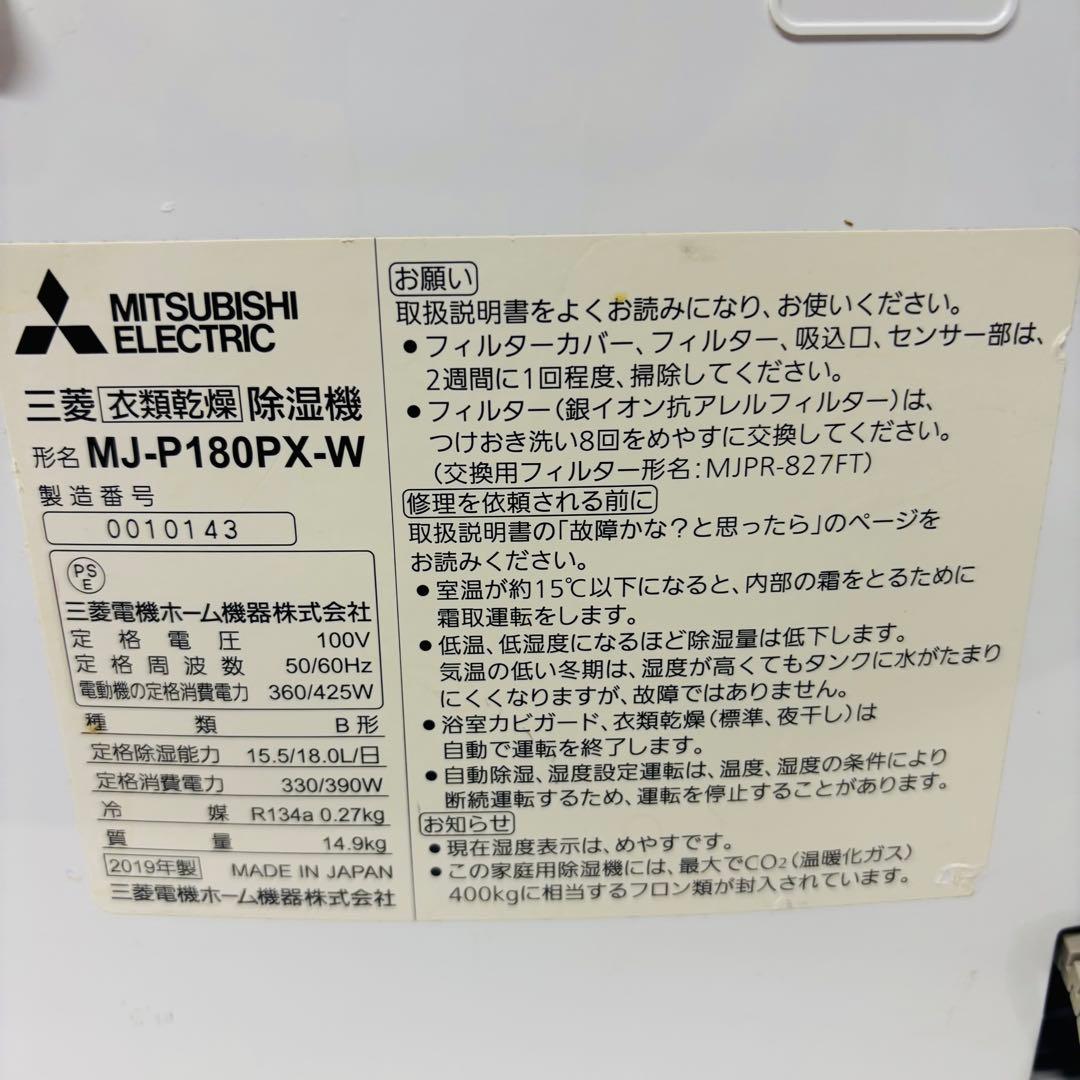 MITSUBISHI
ELECTRIC
三菱 衣類乾燥 除湿機
形名 MJ-P180PX-W
製造番号
0010143
PS
E
三菱電機ホーム機器株式会社
定格電圧 100V
定格周波数 50/60Hz
電動機の定格消費電力 360/425W
種類 B形
定格除湿能力 15.5/18.0L/日
定格消費電力 330/390W
冷媒 R134a 0.27kg
質量 14.9kg
2019年製 MADE IN JAPAN
三菱電機ホーム機器株式会社
お願い
取扱説明書をよくお読みになり、お使いください。
●フィルターカバー、フィルター、吸込口、センサー部は、
2週間に1回程度、掃除してください。
●フィルター(銀イオン抗アレルフィルター)は、
つけおき洗い8回をめやすに交換してください。
(交換用フィルター形名:MJPR-827FT)
修理を依頼される前に
取扱説明書の「故障かな?と思ったら」のページを
お読みください。
●室温が約15℃以下になると、内部の霜をとるために
霜取運転をします。
●低温、低湿度になるほど除湿量は低下します。
気温の低い冬期は、湿度が高くてもタンクに水がたまり
にくくなりますが、故障ではありません。
●浴室カビガード、衣類乾燥(標準、夜干し)は
自動で運転を終了します。
●自動除湿、湿度設定運転は、温度、湿度の条件により
断続運転するため、運転を停止することがあります。
お知らせ
●現在湿度表示は、めやすです。
●この家庭用除湿機には、最大でCO2(温暖化ガス)
400kgに相当するフロン類が封入されています。